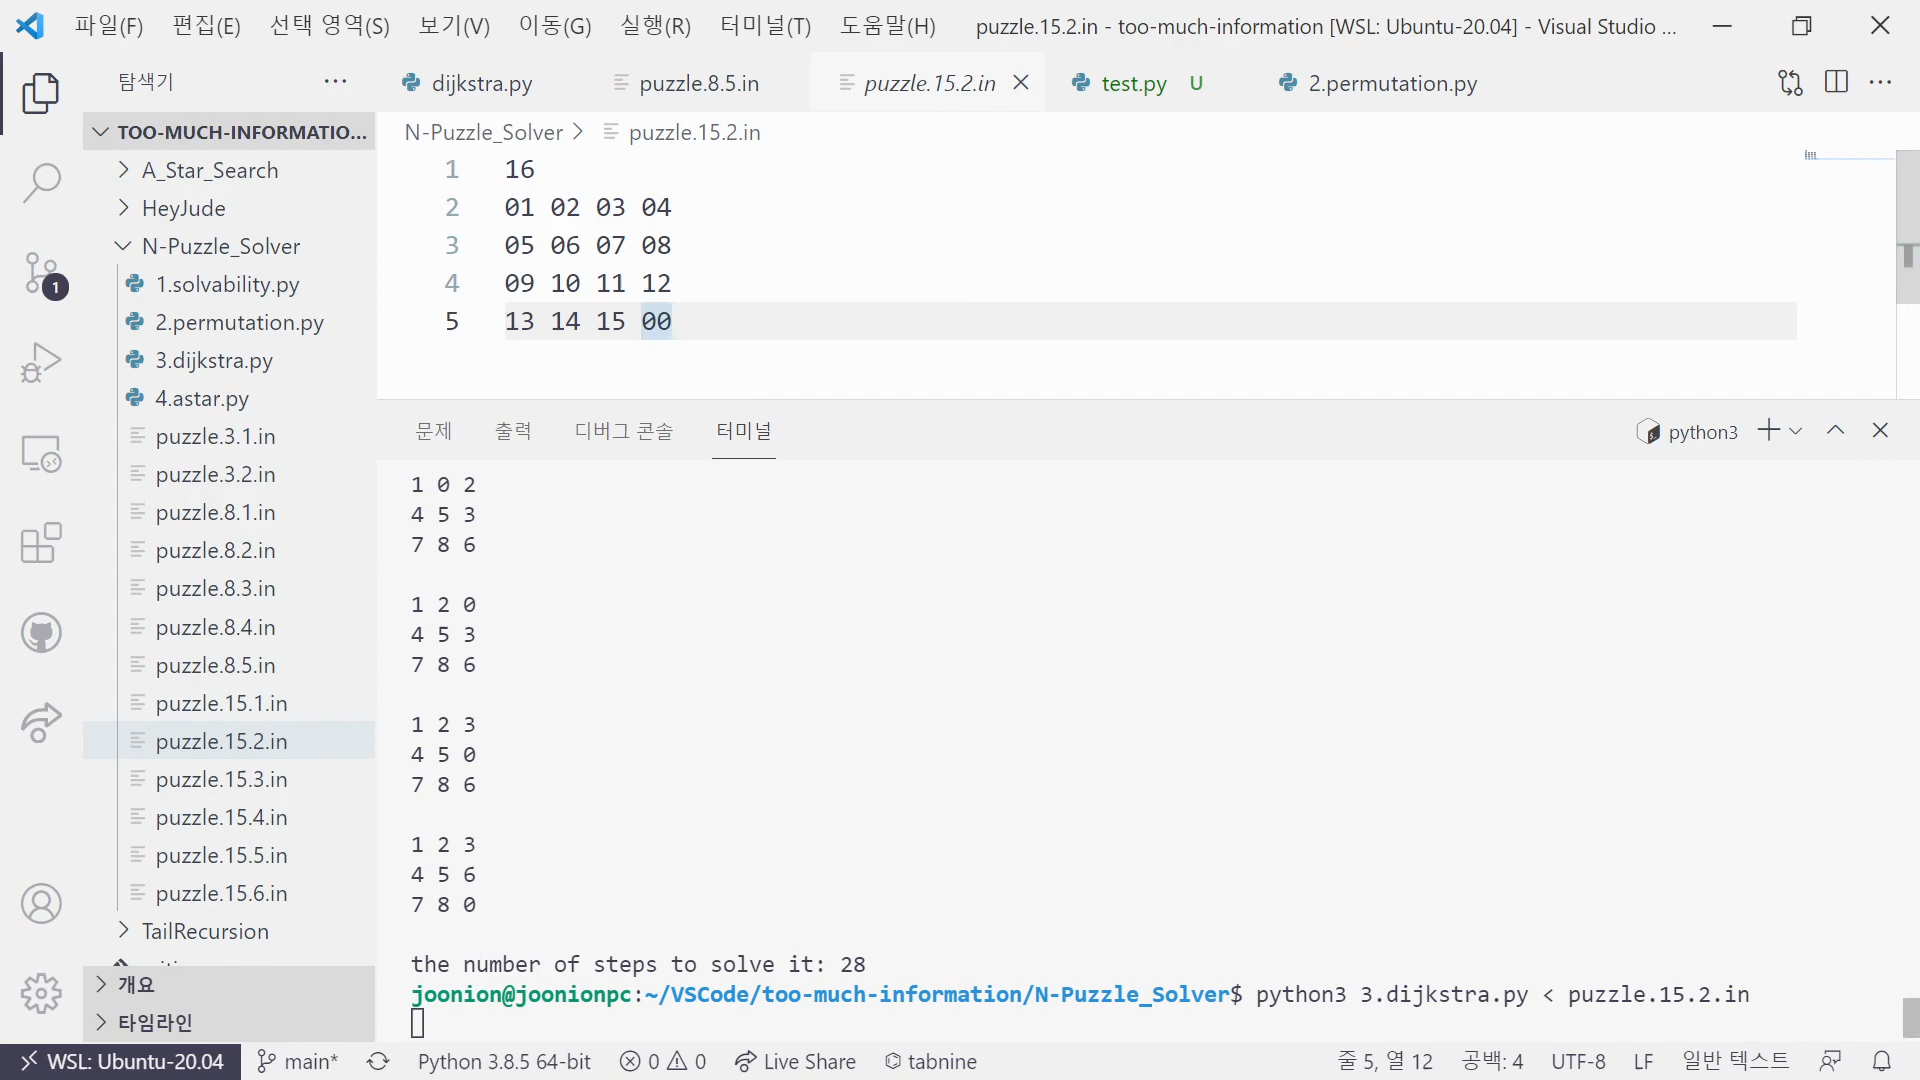 파일(F) 편집(E) 선택 영역(S) 보기(V) 이동(G) 실행(R) 터미널(T) 도움말(H) puzzle.15.2.in - too-much-information [WSL: Ubuntu-20.04] - Visual Studio ...
탐색기 ...
dijkstra.py puzzle.8.5.in puzzle.15.2.in test.py U 2.permutation.py
TOO-MUCH-INFORMATIO...
A_Star_Search
HeyJude
N-Puzzle_Solver
1.solvability.py
2.permutation.py
3.dijkstra.py
4.astar.py
puzzle.3.1.in
puzzle.3.2.in
puzzle.8.1.in
puzzle.8.2.in
puzzle.8.3.in
puzzle.8.4.in
puzzle.8.5.in
puzzle.15.1.in
puzzle.15.2.in
puzzle.15.3.in
puzzle.15.4.in
puzzle.15.5.in
puzzle.15.6.in
TailRecursion
개요
타임라인
1
N-Puzzle_Solver > puzzle.15.2.in
1 16
2 01 02 03 04
3 05 06 07 08
4 09 10 11 12
5 13 14 15 00
문제 출력 디버그 콘솔 터미널 python3
1 0 2
4 5 3
7 8 6
1 2 0
4 5 3
7 8 6
1 2 3
4 5 0
7 8 6
1 2 3
4 5 6
7 8 0
the number of steps to solve it: 28
joonion@joonionpc:~/VSCode/too-much-information/N-Puzzle_Solver$ python3 3.dijkstra.py < puzzle.15.2.in
WSL: Ubuntu-20.04 main* Python 3.8.5 64-bit 0 0 Live Share tabnine 줄 5, 열 12 공백: 4 UTF-8 LF 일반 텍스트